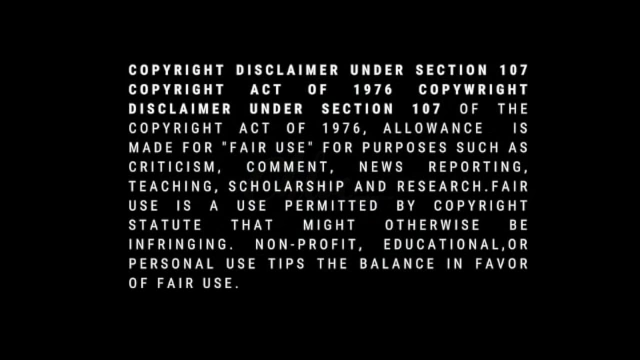 COPYRIGHT DISCLAIMER UNDER SECTION 107
COPYRIGHT ACT OF 1976 COPYWRIGHT
DISCLAIMER UNDER SECTION 107 OF THE
COPYRIGHT ACT OF 1976, ALLOWANCE IS
MADE FOR "FAIR USE" FOR PURPOSES SUCH AS
CRITICISM, COMMENT, NEWS REPORTING,
TEACHING, SCHOLARSHIP AND RESEARCH.FAIR
USE IS A USE PERMITTED BY COPYRIGHT
STATUTE THAT MIGHT OTHERWISE BE
INFRINGING. NON-PROFIT, EDUCATIONAL,OR
PERSONAL USE TIPS THE BALANCE IN FAVOR
OF FAIR USE.